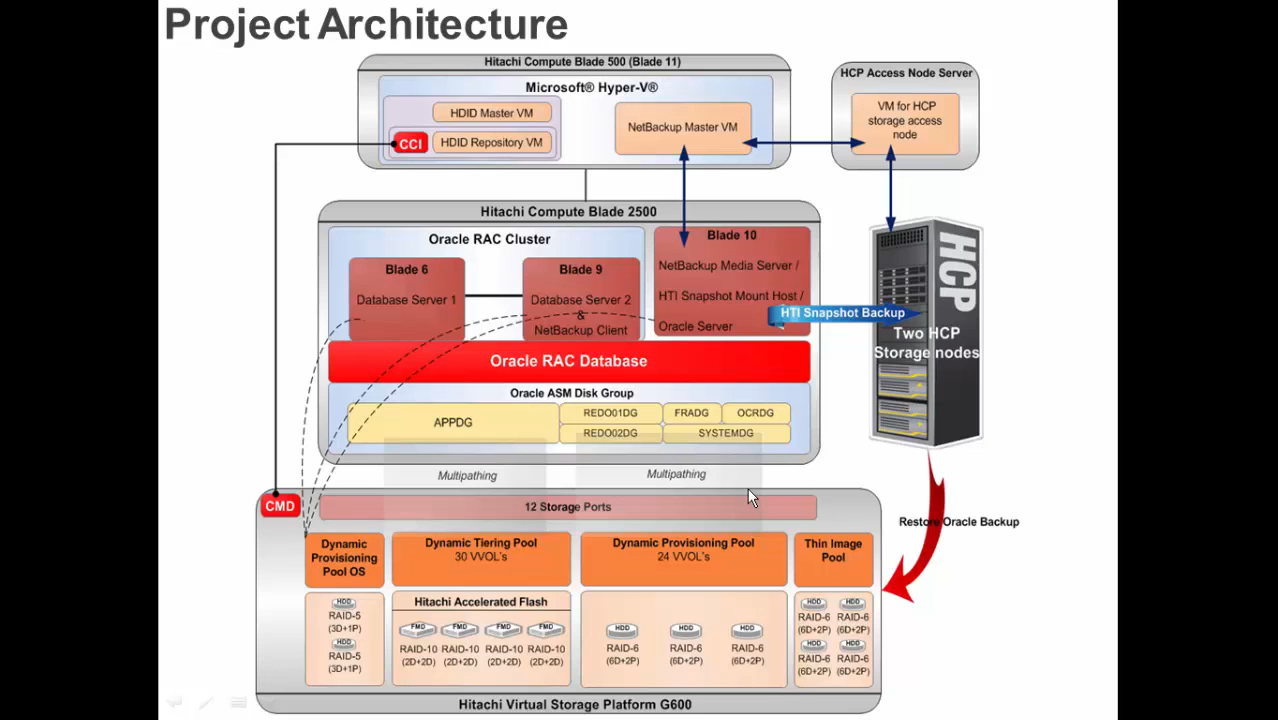 Project Architecture
Hitachi Compute Blade 500 (Blade 11)
Microsoft® Hyper-V®
HDID Master VM
CCI
HDID Repository VM
NetBackup Master VM
HCP Access Node Server
VM for HCP
storage access
node
Hitachi Compute Blade 2500
Oracle RAC Cluster
Blade 6
Database Server 1
Blade 9
Database Server 2
&
NetBackup Client
Blade 10
NetBackup Media Server /
HTI Snapshot Mount Host /
Oracle Server
HTI Snapshot Backup
HCP
Two HCP
Storage nodes
Oracle RAC Database
Oracle ASM Disk Group
APPDG
REDO01DG
FRADG
OCRDG
REDO02DG
SYSTEMDG
Multipathing
Multipathing
CMD
12 Storage Ports
Restore Oracle Backup
Dynamic
Provisioning
Pool OS
Dynamic Tiering Pool
30 VVOL's
Dynamic Provisioning Pool
24 VVOL's
Thin Image
Pool
HDD
RAID-5
(3D+1P)
HDD
RAID-5
(3D+1P)
Hitachi Accelerated Flash
FMD FMD FMD FMD
RAID-10 RAID-10 RAID-10 RAID-10
(2D+2D) (2D+2D) (2D+2D) (2D+2D)
HDD HDD HDD
RAID-6 RAID-6 RAID-6
(6D+2P) (6D+2P) (6D+2P)
HDD HDD
RAID-6 RAID-6
(6D+2P) (6D+2P)
HDD HDD
RAID-6 RAID-6
(6D+2P) (6D+2P)
Hitachi Virtual Storage Platform G600